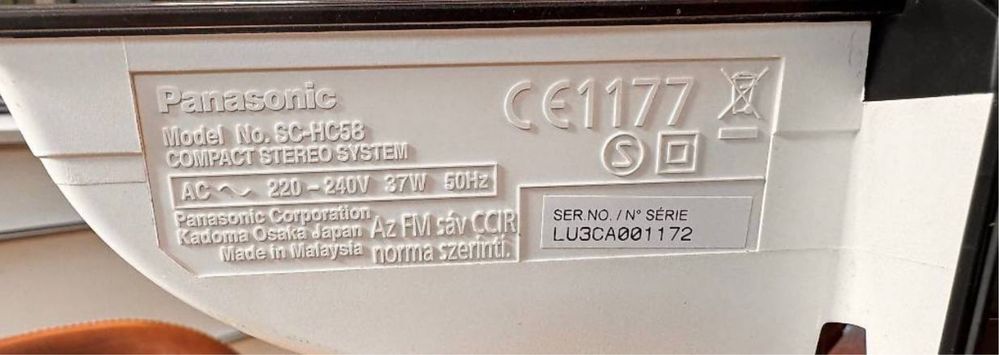 Panasonic
Model No. SC-HC58
COMPACT STEREO SYSTEM
AC ~ 220 – 240V 37W 50Hz
Panasonic Corporation
Kadoma Osaka Japan
Made in Malaysia
Az FM sáv CCIR
norma szerinti.
CE1177
S
SER.NO. / N° SÉRIE
LU3CA001172